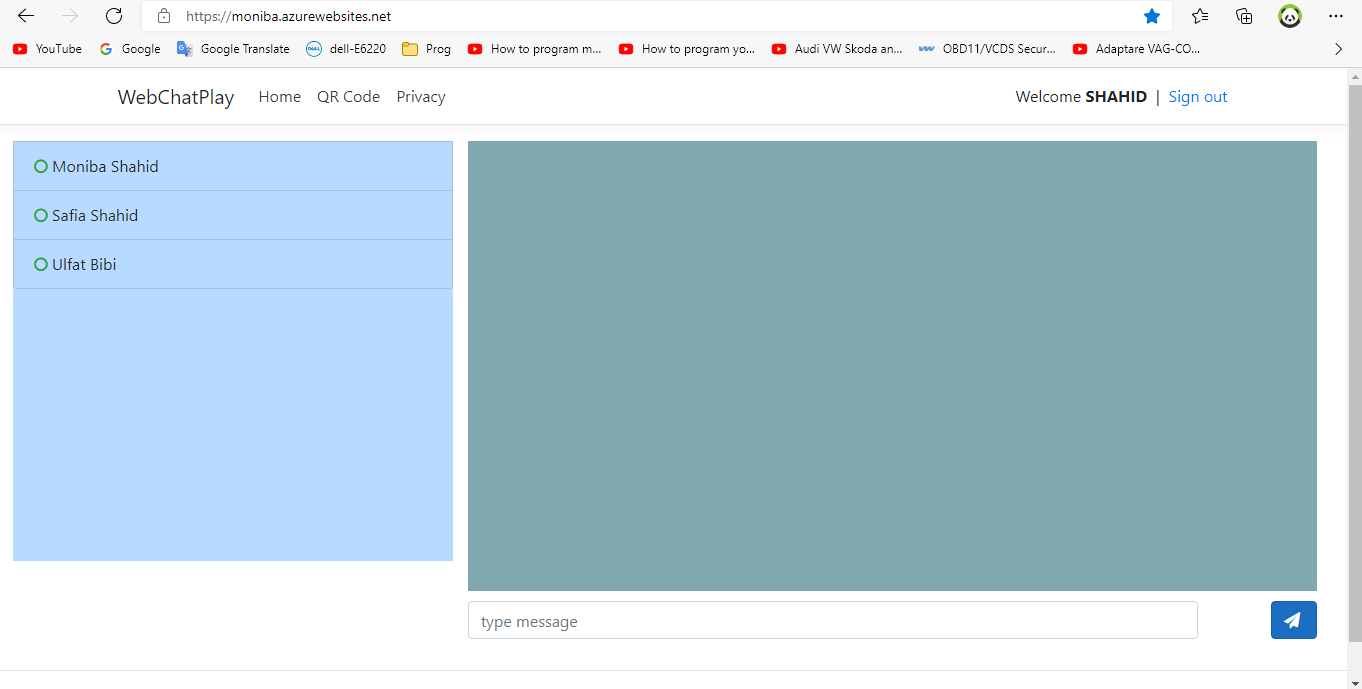 https://moniba.azurewebsites.net
YouTube Google Google Translate dell-E6220 Prog How to program m... How to program yo... Audi VW Skoda an... OBD11/VCDS Secur... Adaptare VAG-CO...
WebChatPlay Home QR Code Privacy Welcome SHAHID | Sign out
Moniba Shahid
Safia Shahid
Ulfat Bibi
type message